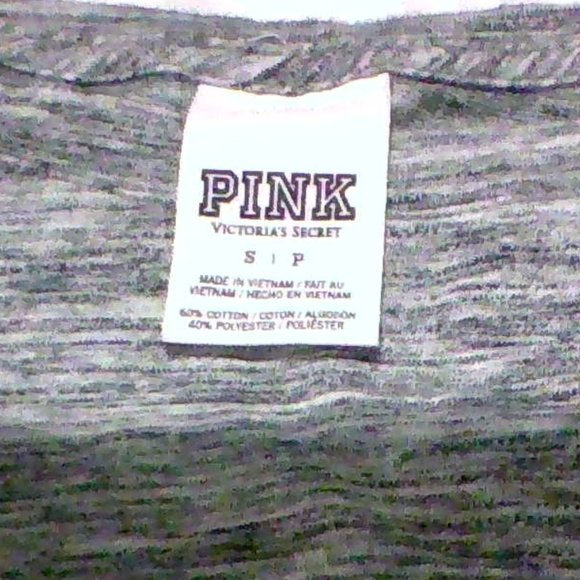 PINK
VICTORIA'S SECRET
S | P
MADE IN VIETNAM / FAIT AU
VIETNAM / HECHO EN VIETNAM
60% COTTON / COTON / ALGODÓN
40% POLYESTER / POLIÉSTER